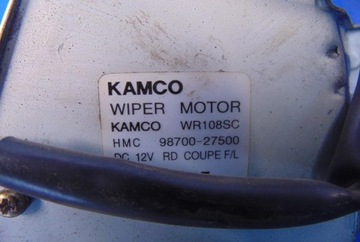 KAMCO
WIPER MOTOR
KAMCO WR108SC
HMC 98700-27500
DC 12V RD COUPE F/L